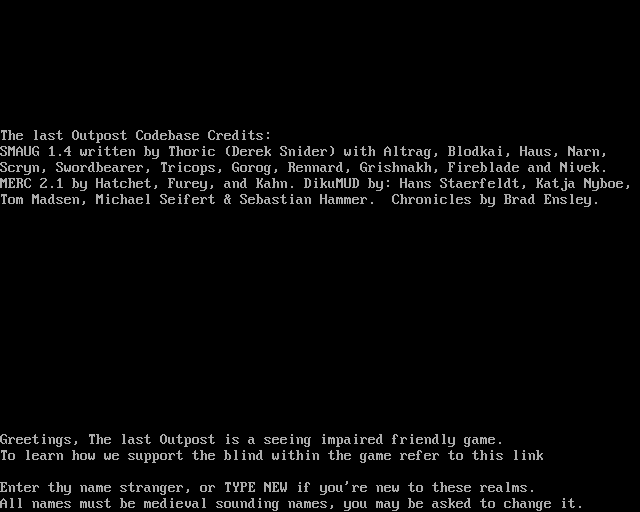 The last Outpost Codebase Credits:
SMAUG 1.4 written by Thoric (Derek Snider) with Altrag, Blodkai, Haus, Narn,
Scryn, Swordbearer, Tricops, Gorog, Rennard, Grishnakh, Fireblade and Nivek.
MERC 2.1 by Hatchet, Furey, and Kahn. DikuMUD by: Hans Staerfeldt, Katja Nyboe,
Tom Madsen, Michael Seifert & Sebastian Hammer.  Chronicles by Brad Ensley.
Greetings, The last Outpost is a seeing impaired friendly game.
To learn how we support the blind within the game refer to this link
Enter thy name stranger, or TYPE NEW if you're new to these realms.
All names must be medieval sounding names, you may be asked to change it.